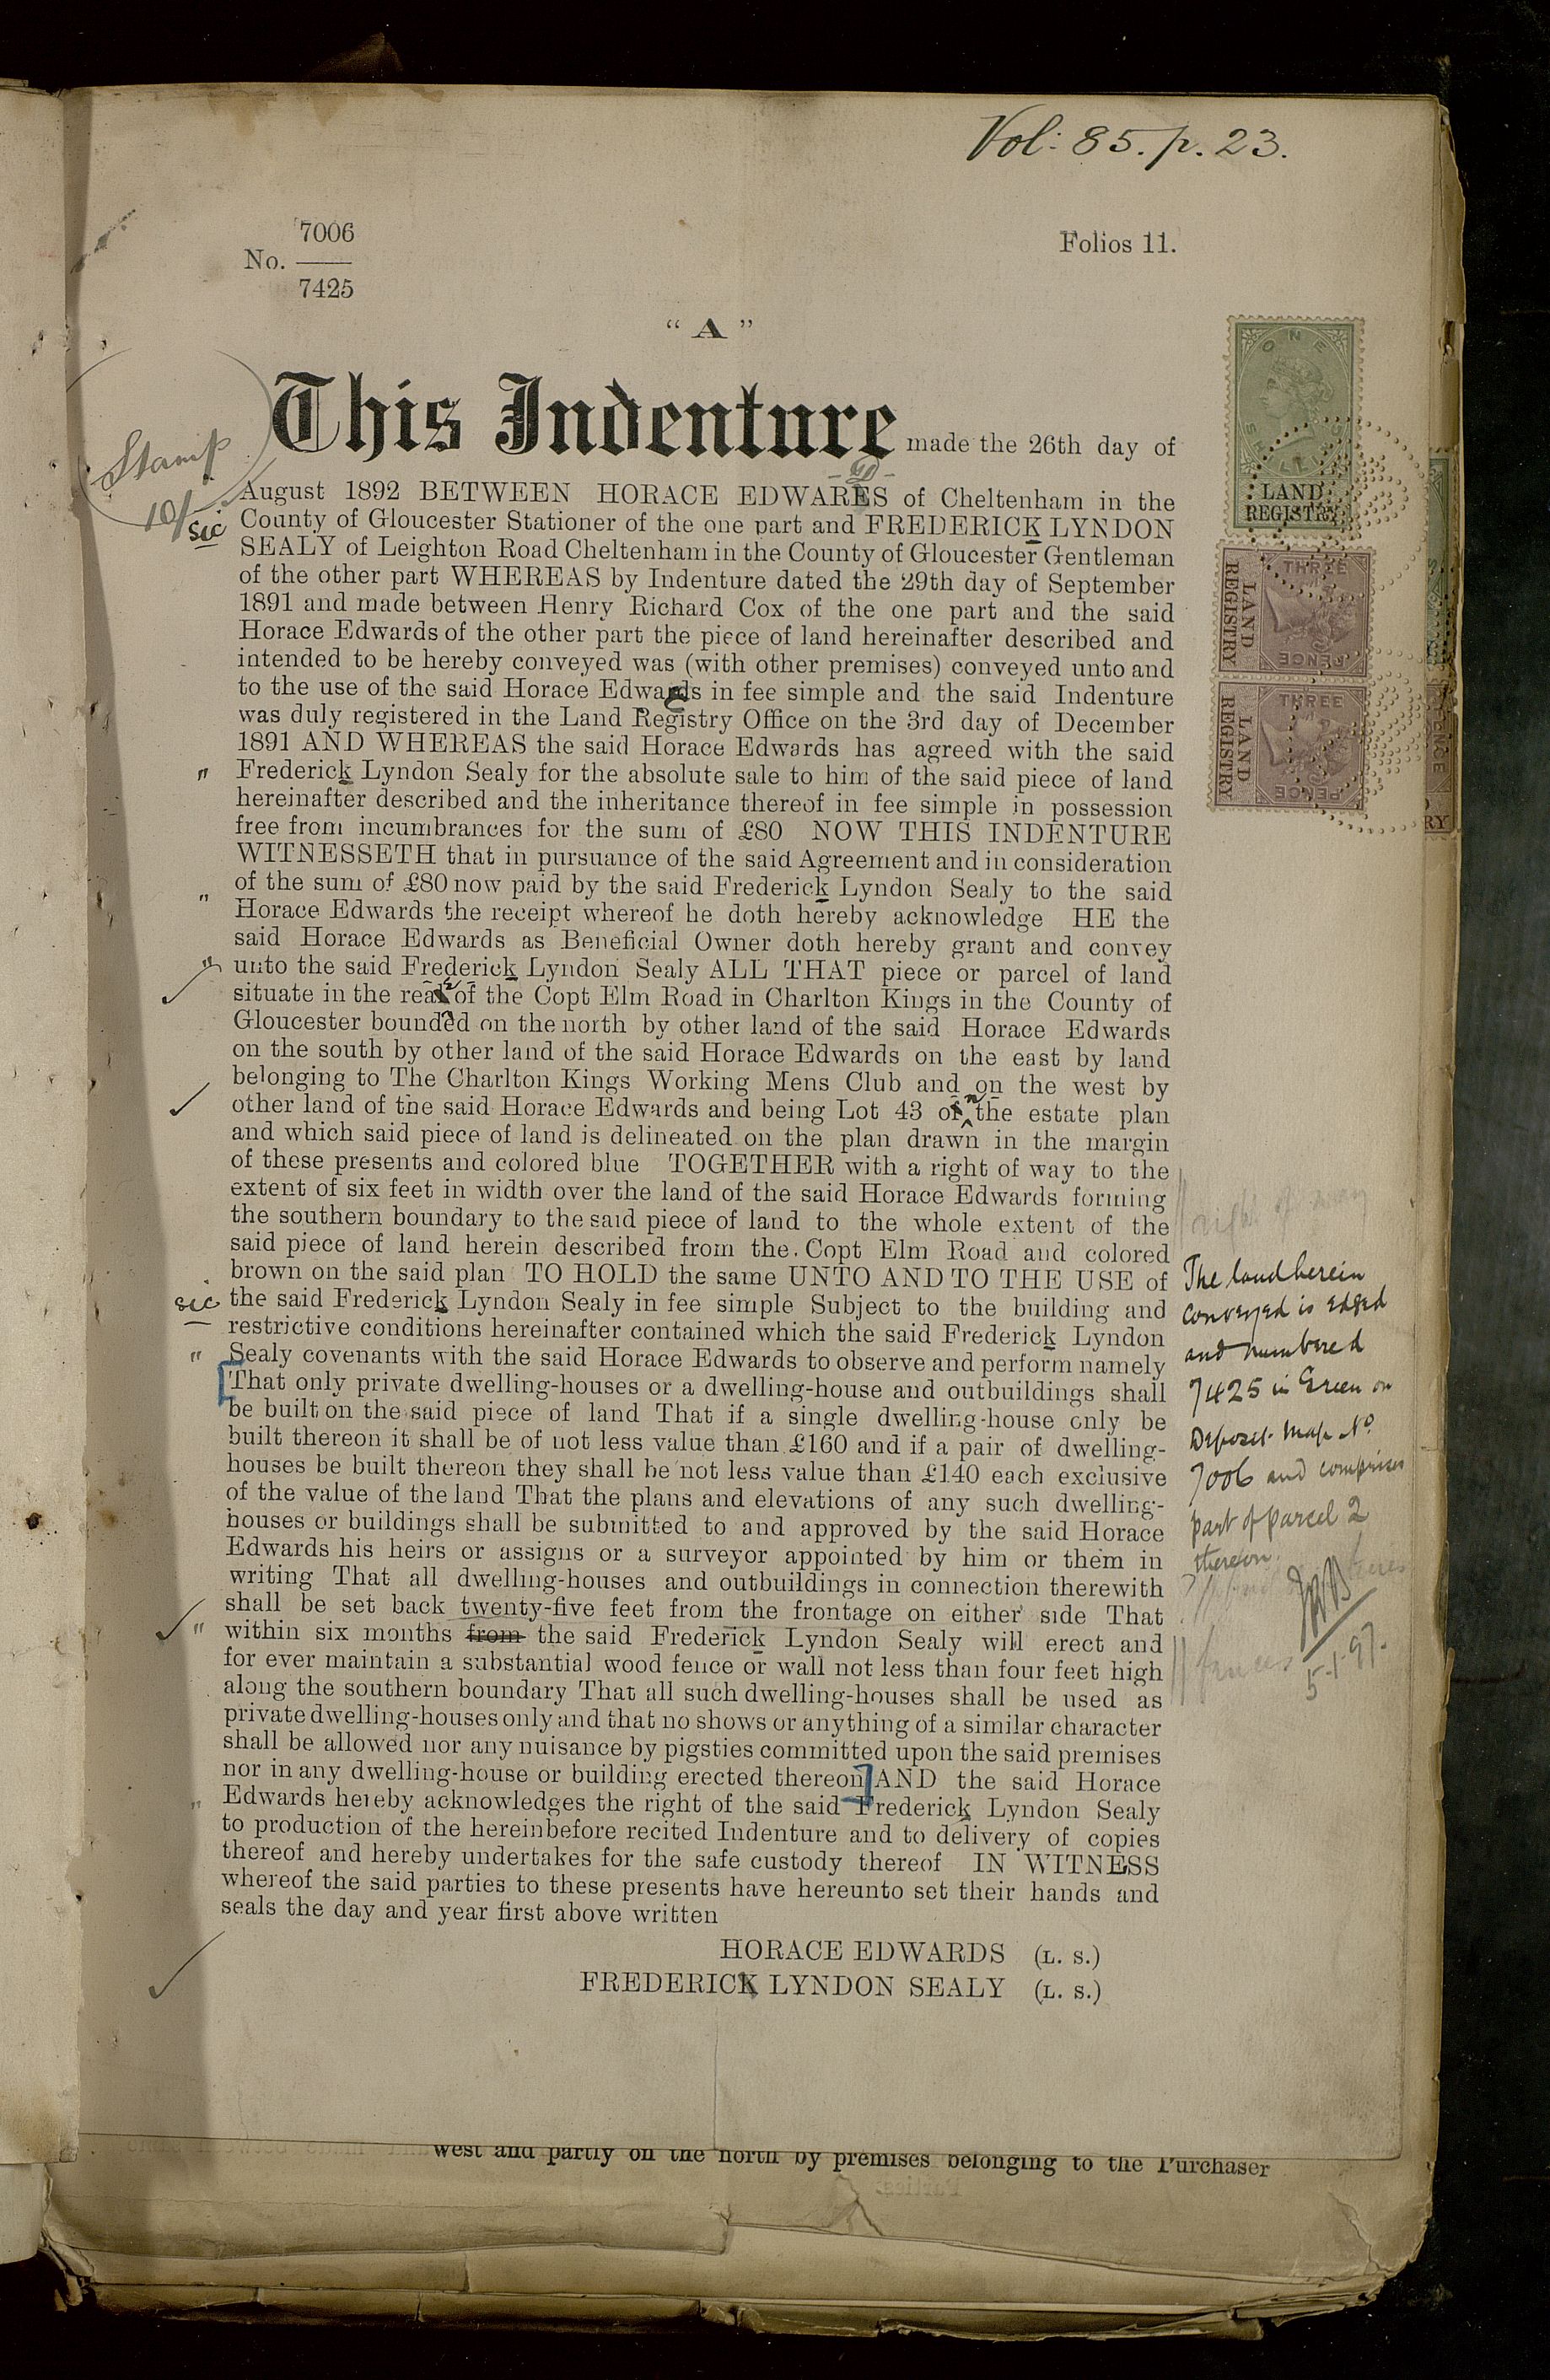 Vol: 85. p. 23.
7006
No.
7425
Folios 11.
“ A ”
Stamp
10/
This Indenture made the 26th day of
D
August 1892 BETWEEN HORACE EDWARES of Cheltenham in the
sic
County of Gloucester Stationer of the one part and FREDERICK LYNDON
SEALY of Leighton Road Cheltenham in the County of Gloucester Gentleman
of the other part WHEREAS by Indenture dated the 29th day of September
1891 and made between Henry Richard Cox of the one part and the said
Horace Edwards of the other part the piece of land hereinafter described and
intended to be hereby conveyed was (with other premises) conveyed unto and
to the use of the said Horace Edwards in fee simple and the said Indenture
was duly registered in the Land Registry Office on the 3rd day of December
1891 AND WHEREAS the said Horace Edwards has agreed with the said
" Frederick Lyndon Sealy for the absolute sale to him of the said piece of land
hereinafter described and the inheritance thereof in fee simple in possession
free from incumbrances for the sum of £80 NOW THIS INDENTURE
WITNESSETH that in pursuance of the said Agreement and in consideration
" of the sum of £80 now paid by the said Frederick Lyndon Sealy to the said
Horace Edwards the receipt whereof he doth hereby acknowledge HE the
said Horace Edwards as Beneficial Owner doth hereby grant and convey
" unto the said Frederick Lyndon Sealy ALL THAT piece or parcel of land
situate in the rear of the Copt Elm Road in Charlton Kings in the County of
Gloucester bounded on the north by other land of the said Horace Edwards
on the south by other land of the said Horace Edwards on the east by land
belonging to The Charlton Kings Working Mens Club and on the west by
other land of the said Horace Edwards and being Lot 43 on the estate plan
and which said piece of land is delineated on the plan drawn in the margin
of these presents and colored blue TOGETHER with a right of way to the
extent of six feet in width over the land of the said Horace Edwards forming
the southern boundary to the said piece of land to the whole extent of the
said piece of land herein described from the Copt Elm Road and colored
brown on the said plan TO HOLD the same UNTO AND TO THE USE of
sic the said Frederick Lyndon Sealy in fee simple Subject to the building and
restrictive conditions hereinafter contained which the said Frederick Lyndon
" Sealy covenants with the said Horace Edwards to observe and perform namely
[That only private dwelling-houses or a dwelling-house and outbuildings shall
be built on the said piece of land That if a single dwelling-house only be
built thereon it shall be of not less value than £160 and if a pair of dwelling-
houses be built thereon they shall be not less value than £140 each exclusive
of the value of the land That the plans and elevations of any such dwelling-
houses or buildings shall be submitted to and approved by the said Horace
Edwards his heirs or assigns or a surveyor appointed by him or them in
writing That all dwelling-houses and outbuildings in connection therewith
shall be set back twenty-five feet from the frontage on either side That
" within six months from the said Frederick Lyndon Sealy will erect and
for ever maintain a substantial wood fence or wall not less than four feet high
along the southern boundary That all such dwelling-houses shall be used as
private dwelling-houses only and that no shows or anything of a similar character
shall be allowed nor any nuisance by pigsties committed upon the said premises
nor in any dwelling-house or building erected thereon] AND the said Horace
" Edwards hereby acknowledges the right of the said Frederick Lyndon Sealy
to production of the hereinbefore recited Indenture and to delivery of copies
thereof and hereby undertakes for the safe custody thereof IN WITNESS
whereof the said parties to these presents have hereunto set their hands and
seals the day and year first above written
HORACE EDWARDS (L. S.)
FREDERICK LYNDON SEALY (L. S.)
ONE
SHILLING
LAND
REGISTRY
THREE
PENCE
LAND
REGISTRY
THREE
PENCE
LAND
REGISTRY
right of way
The land herein
conveyed is edged
and numbered
7425 in Green on
Deposit Map No.
7006 and comprises
part of parcel 2
thereon.
fences
5-1-97.
west and partly on the north by premises belonging to the Purchaser